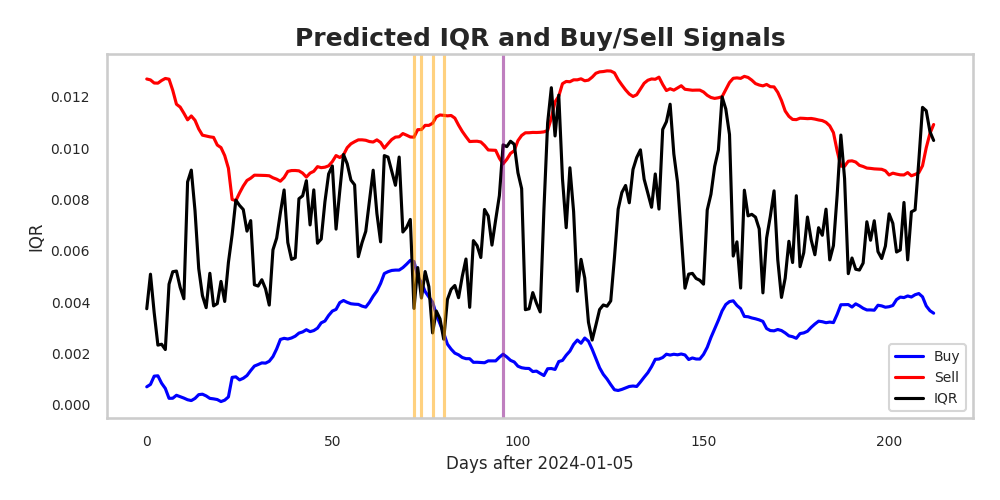 Predicted IQR and Buy/Sell Signals
0.012
0.010
0.008
0.006
0.004
0.002
0.000
IQR
Buy
Sell
IQR
0 50 100 150 200
Days after 2024-01-05